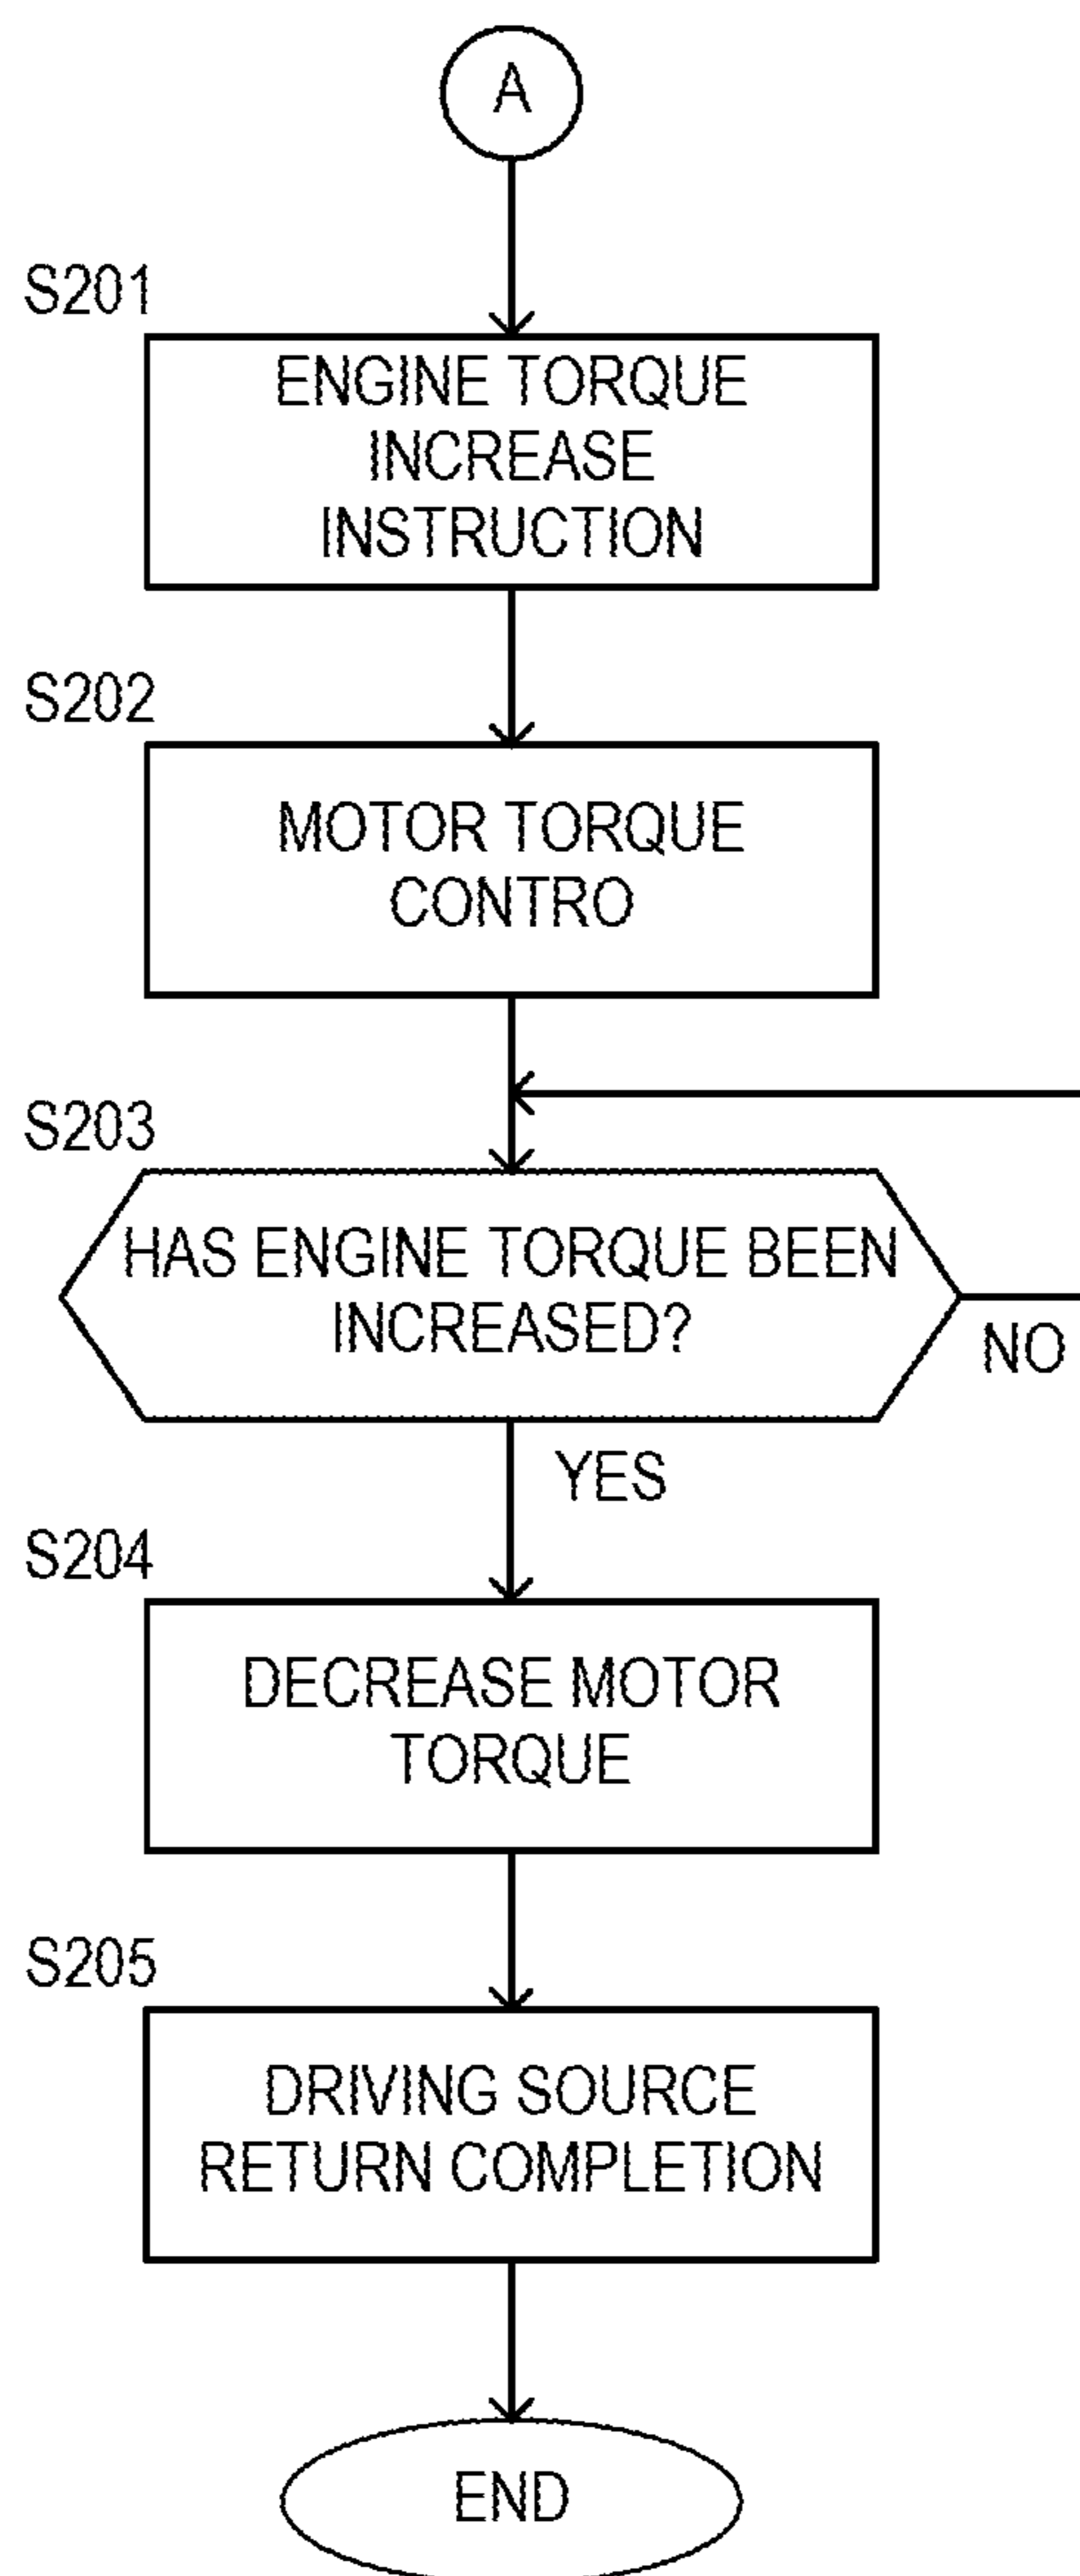 A
S201
ENGINE TORQUE
INCREASE
INSTRUCTION
S202
MOTOR TORQUE
CONTRO
S203
HAS ENGINE TORQUE BEEN
INCREASED?
NO
YES
S204
DECREASE MOTOR
TORQUE
S205
DRIVING SOURCE
RETURN COMPLETION
END